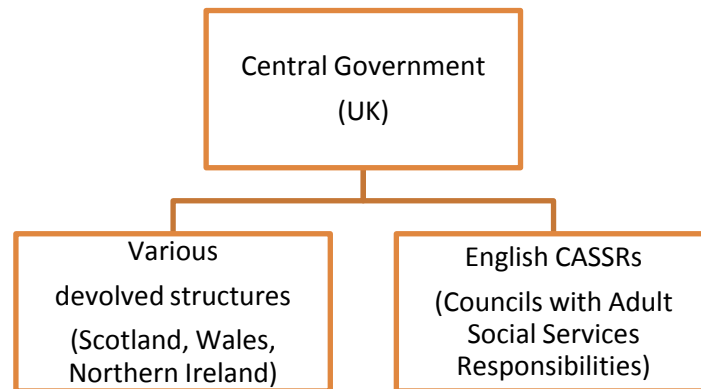 Central Government
(UK)
Various
devolved structures
(Scotland, Wales,
Northern Ireland)
English CASSRs
(Councils with Adult
Social Services
Responsibilities)